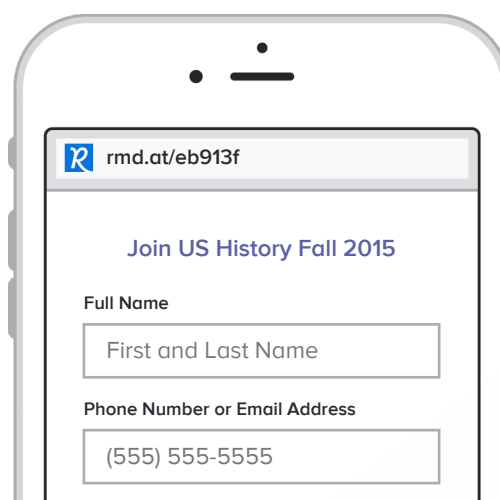 R rmd.at/eb913f
Join US History Fall 2015
Full Name
First and Last Name
Phone Number or Email Address
(555) 555-5555